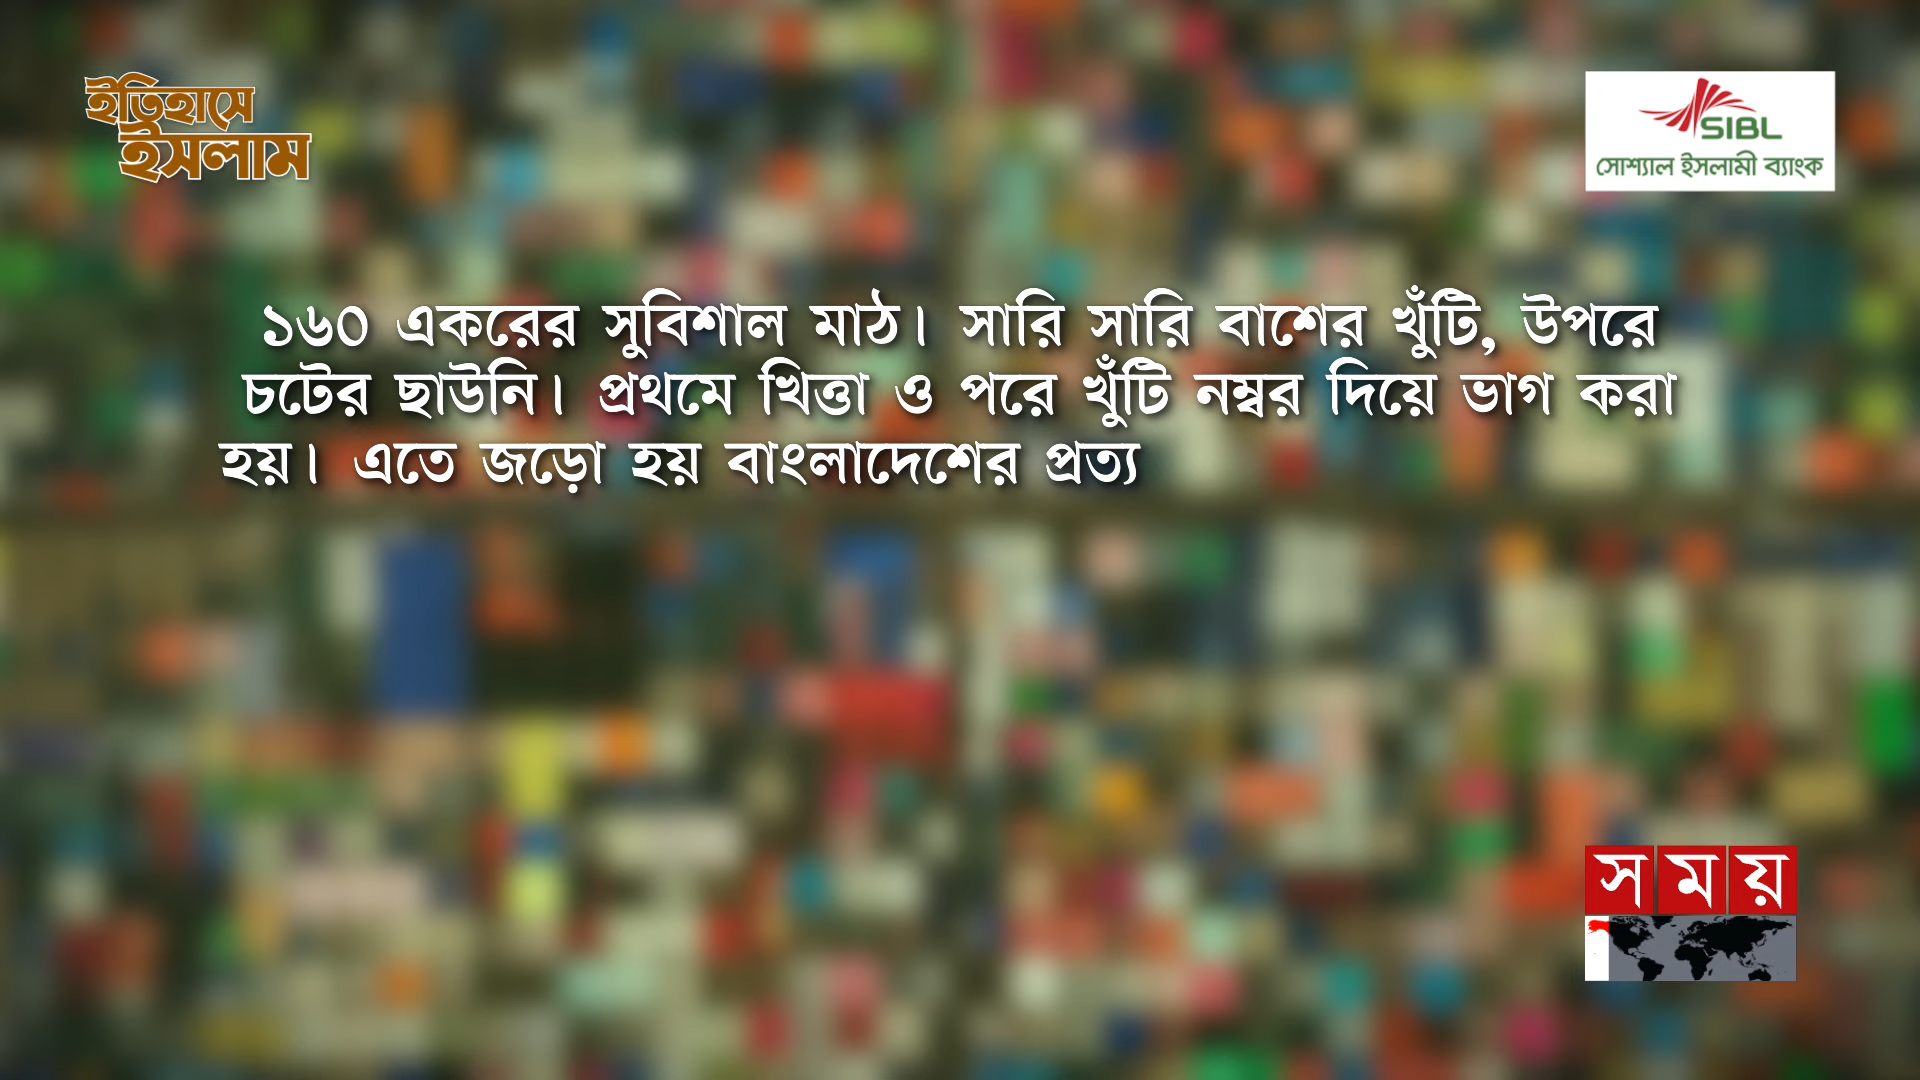 ইতিহাসে
ইসলাম
SIBL
সোশ্যাল ইসলামী ব্যাংক
১৬০ একরের সুবিশাল মাঠ। সারি সারি বাশের খুঁটি, উপরে
চটের ছাউনি। প্রথমে খিত্তা ও পরে খুঁটি নম্বর দিয়ে ভাগ করা
হয়। এতে জড়ো হয় বাংলাদেশের প্রত্য
সময়